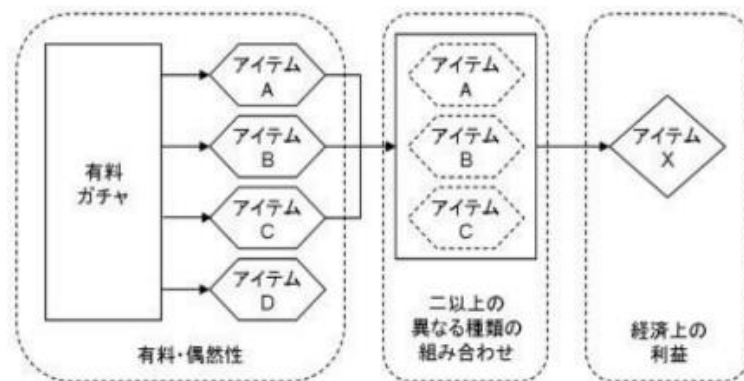 有料
ガチャ
アイテム
A
アイテム
B
アイテム
C
アイテム
D
有料・偶然性
アイテム
A
アイテム
B
アイテム
C
二以上の
異なる種類の
組み合わせ
アイテム
X
経済上の
利益